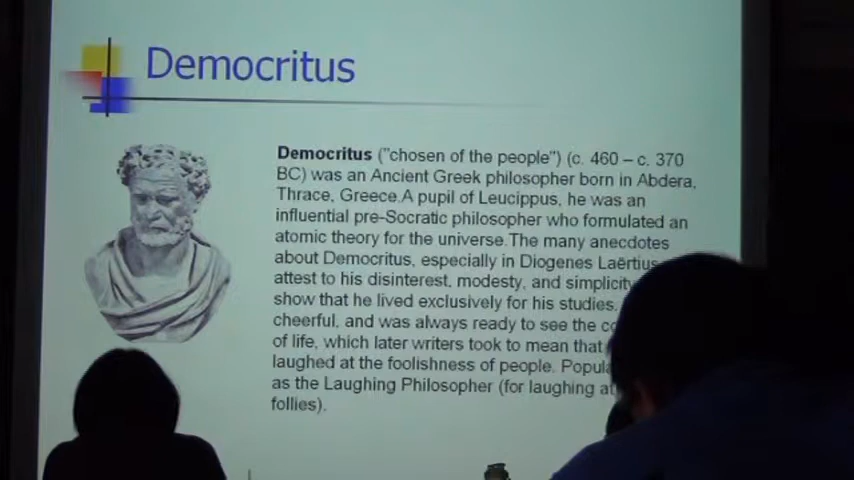 Democritus
Democritus ("chosen of the people") (c. 460 – c. 370
BC) was an Ancient Greek philosopher born in Abdera,
Thrace, Greece.A pupil of Leucippus, he was an
influential pre-Socratic philosopher who formulated an
atomic theory for the universe.The many anecdotes
about Democritus, especially in Diogenes Laërtius
attest to his disinterest, modesty, and simplicity
show that he lived exclusively for his studies.
cheerful, and was always ready to see the
of life, which later writers took to mean that
laughed at the foolishness of people.
as the Laughing Philosopher (for laughing at
follies).